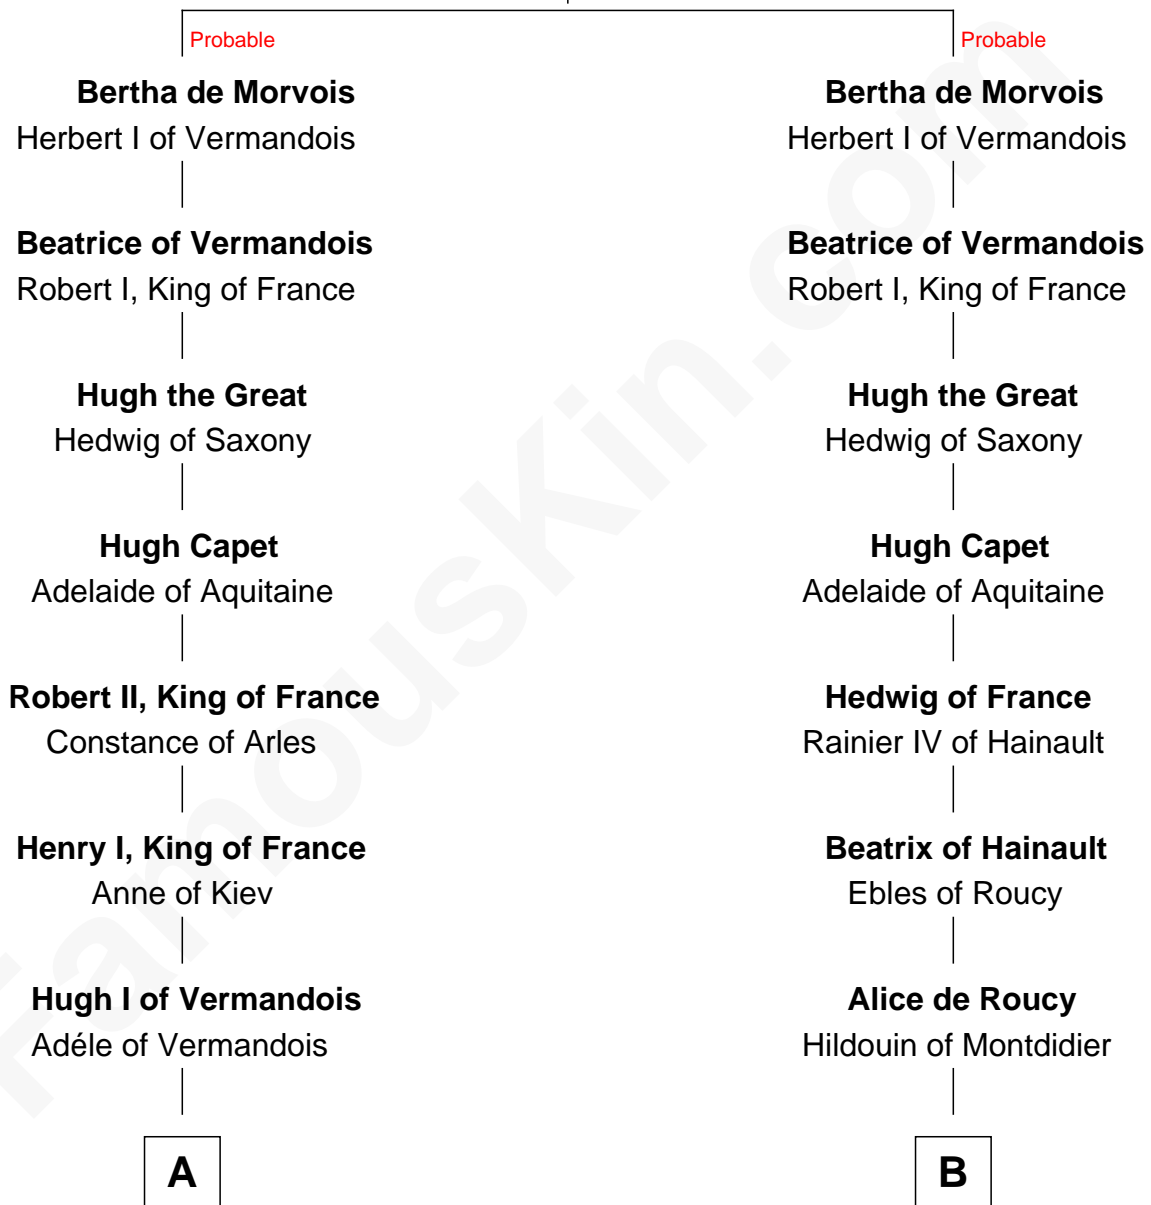 Probable
Bertha de Morvois
Herbert I of Vermandois
Beatrice of Vermandois
Robert I, King of France
Hugh the Great
Hedwig of Saxony
Hugh Capet
Adelaide of Aquitaine
Robert II, King of France
Constance of Arles
Henry I, King of France
Anne of Kiev
Hugh I of Vermandois
Adéle of Vermandois
A
Probable
Bertha de Morvois
Herbert I of Vermandois
Beatrice of Vermandois
Robert I, King of France
Hugh the Great
Hedwig of Saxony
Hugh Capet
Adelaide of Aquitaine
Hedwig of France
Rainier IV of Hainault
Beatrix of Hainault
Ebles of Roucy
Alice de Roucy
Hildouin of Montdidier
B
FamousKin.com